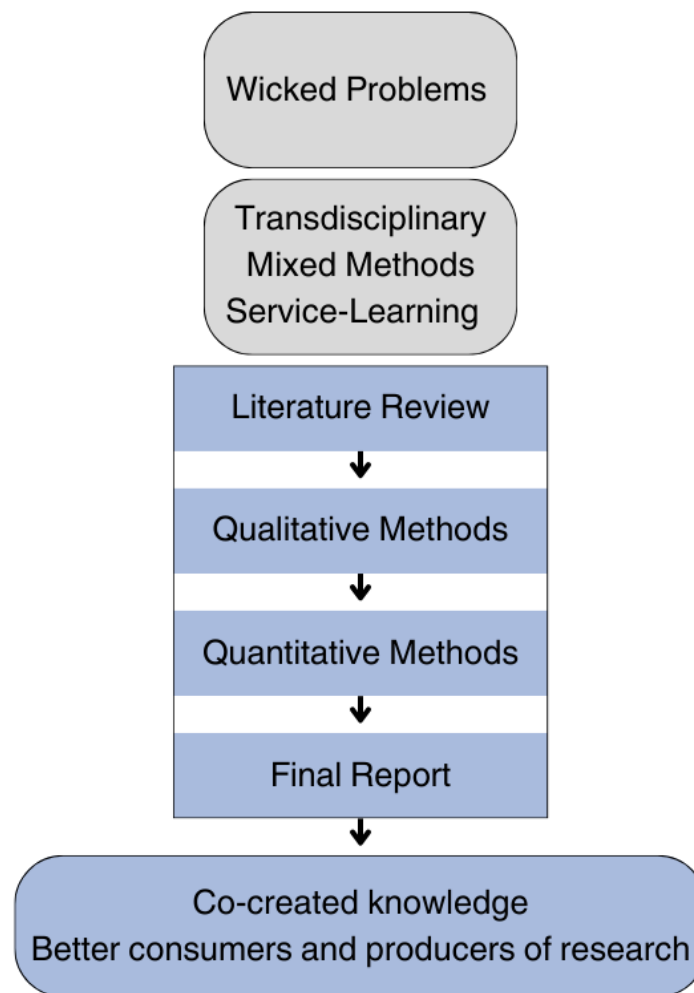 Wicked Problems
Transdisciplinary
Mixed Methods
Service-Learning
Literature Review
Qualitative Methods
Quantitative Methods
Final Report
Co-created knowledge
Better consumers and producers of research